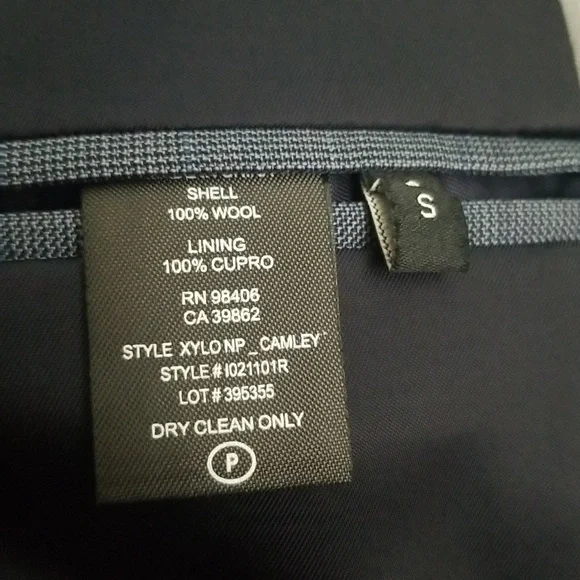 SHELL
100% WOOL
LINING
100% CUPRO
RN 98406
CA 39862
STYLE XYLO NP _CAMLEY
STYLE # I021101R
LOT # 395355
DRY CLEAN ONLY
P
S